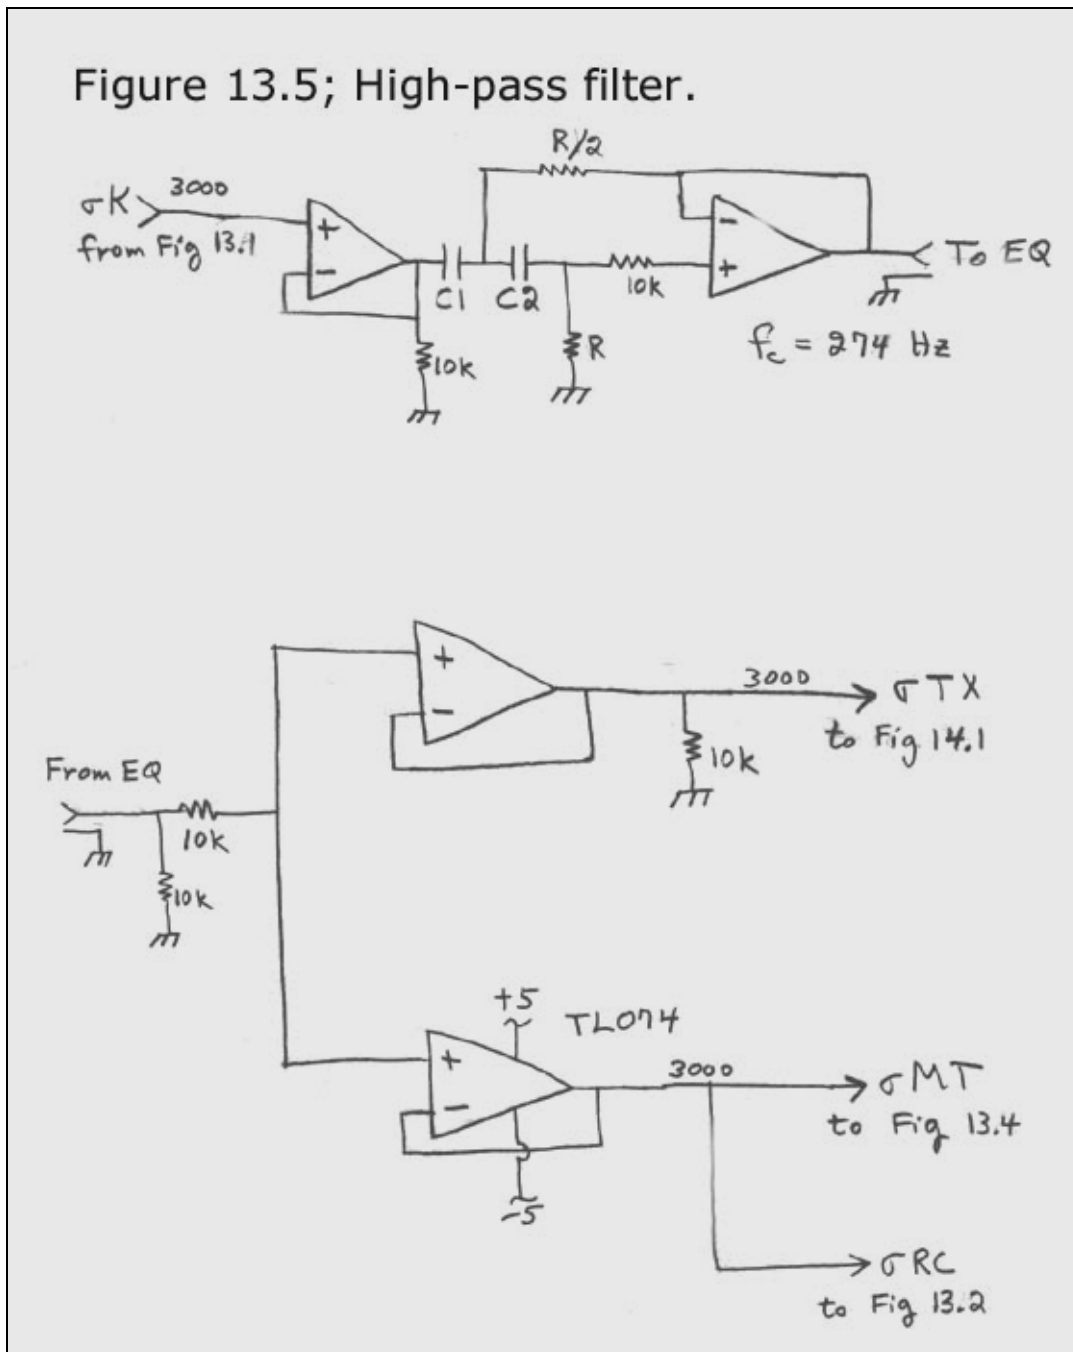 Figure 13.5; High-pass filter.
R/2
σK
3000
from Fig 13.1
+
−
C1
C2
10k
R
10k
−
+
To EQ
fc = 274 Hz
+
−
3000
σTX
to Fig 14.1
10k
From EQ
10k
10k
+5
TL074
+
−
-5
3000
σMT
to Fig 13.4
σRC
to Fig 13.2